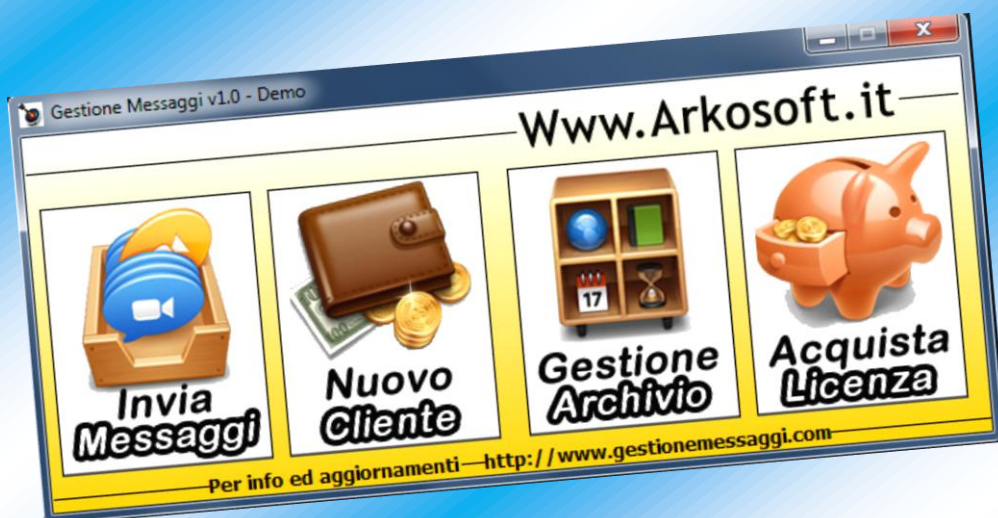 Gestione Messaggi v1.0 - Demo
Www.Arkosoft.it
Invia
Messaggi
Nuovo
Cliente
17
Gestione
Archivio
Acquista
Licenza
Per info ed aggiornamenti—http://www.gestionemessaggi.com